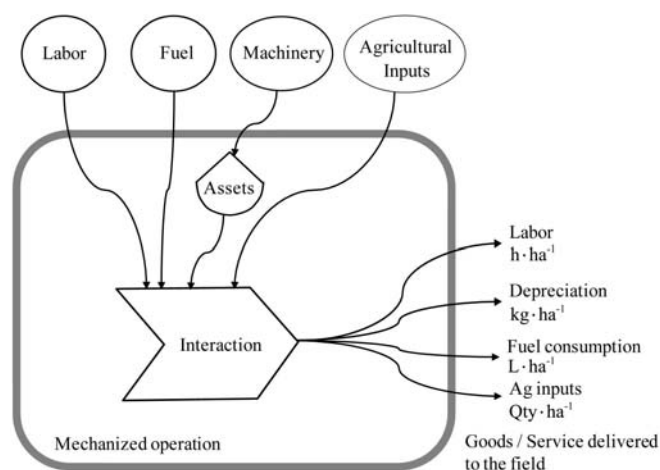 Labor
Fuel
Machinery
Agricultural
Inputs
Assets
Interaction
Labor
h·ha⁻¹
Depreciation
kg·ha⁻¹
Fuel consumption
L·ha⁻¹
Ag inputs
Qty·ha⁻¹
Mechanized operation
Goods / Service delivered
to the field